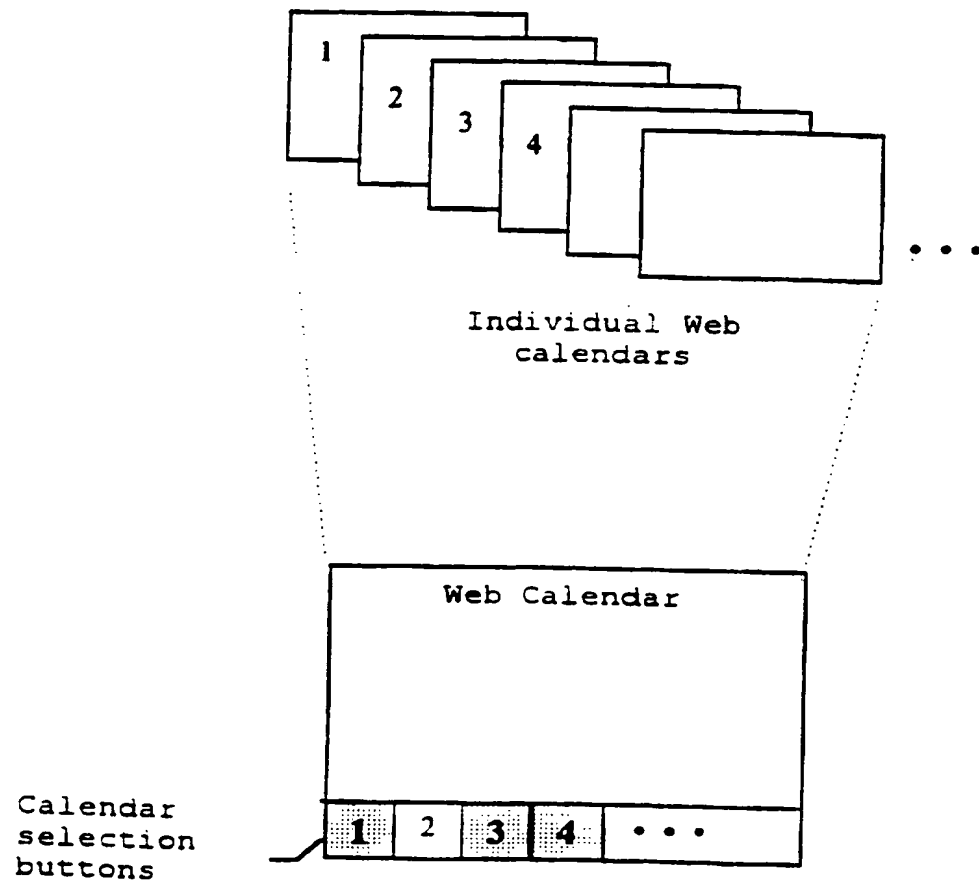 1
2
3
4
• • •
Individual Web
calendars
Web Calendar
Calendar
selection
buttons
1 2 3 4 • • •